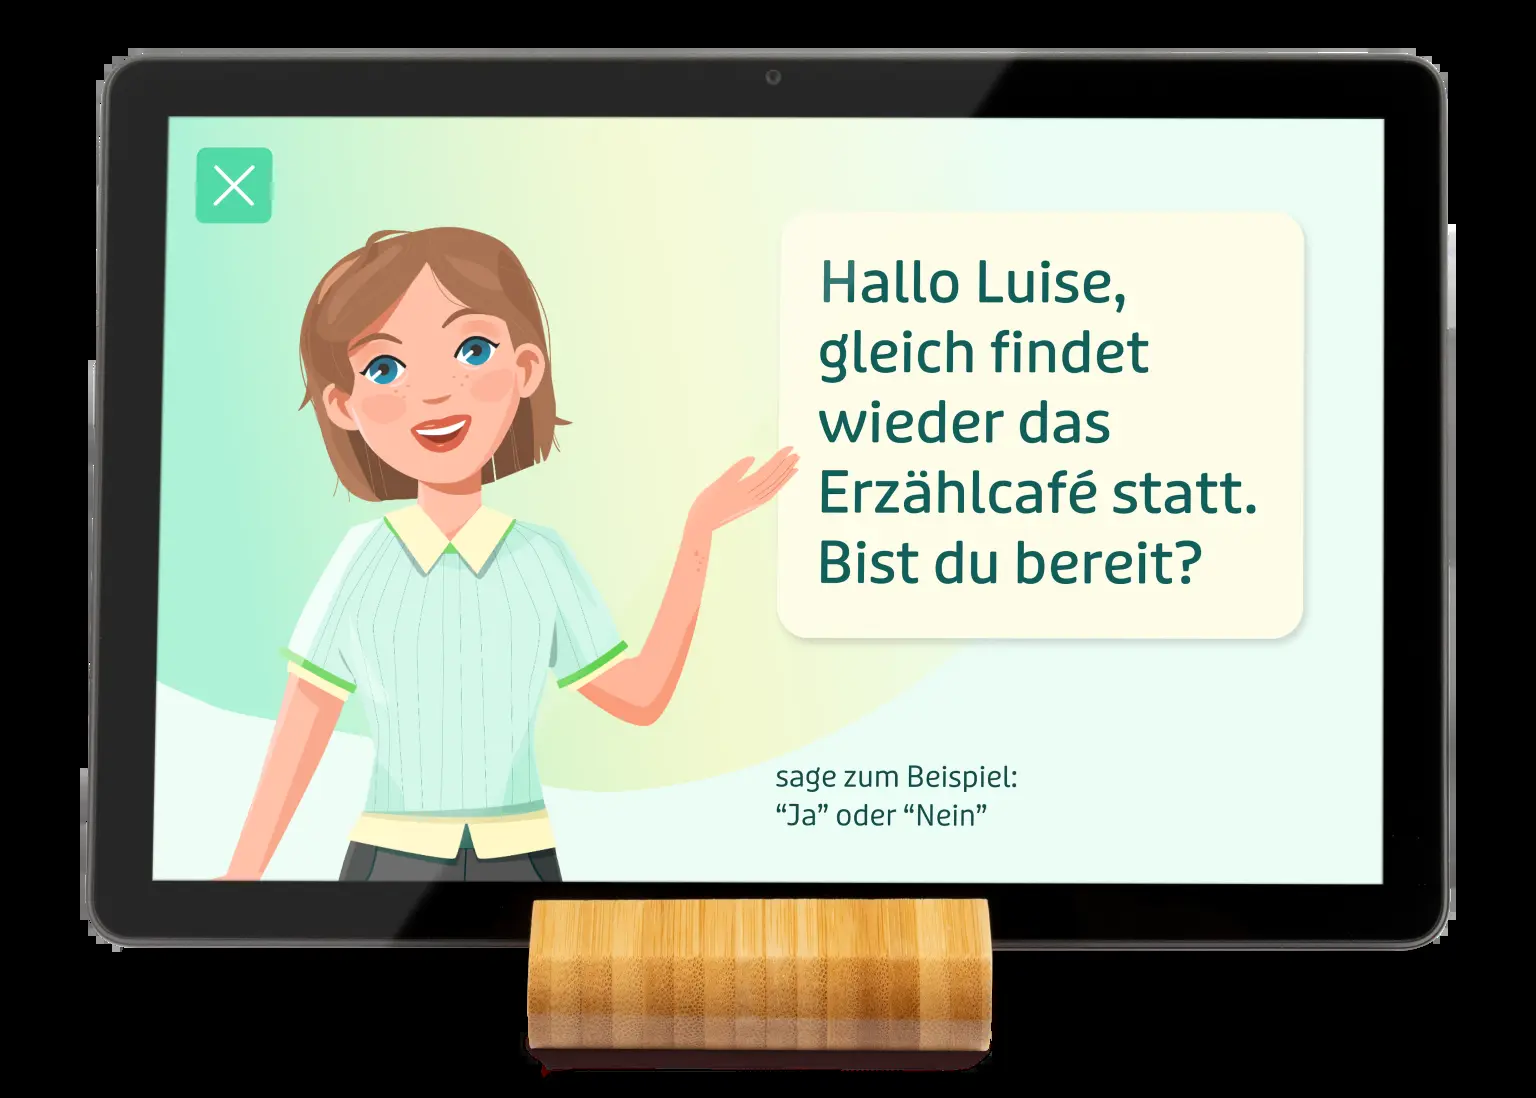 Hallo Luise,
gleich findet
wieder das
Erzählcafé statt.
Bist du bereit?
sage zum Beispiel:
“Ja” oder “Nein”